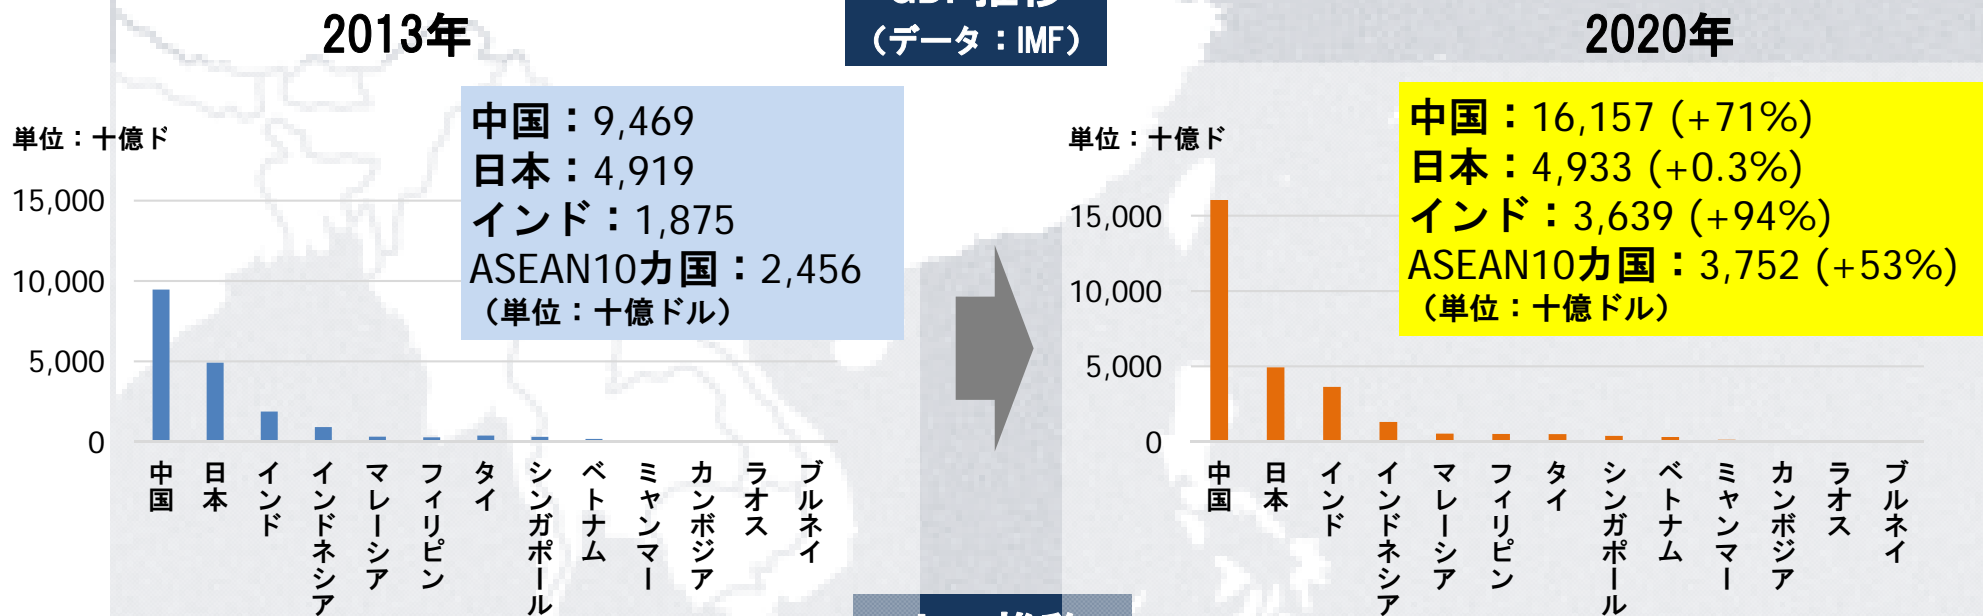 2013年
（データ：IMF）
2020年
中国：9,469
日本：4,919
インド：1,875
ASEAN10カ国：2,456
（単位：十億ドル）
単位：十億ド
15,000
10,000
5,000
0
中国
日本
インド
インドネシア
マレーシア
フィリピン
タイ
シンガポール
ベトナム
ミャンマー
カンボジア
ラオス
ブルネイ
中国：16,157 (+71%)
日本：4,933 (+0.3%)
インド：3,639 (+94%)
ASEAN10カ国：3,752 (+53%)
（単位：十億ドル）
単位：十億ド
15,000
10,000
5,000
0
中国
日本
インド
インドネシア
マレーシア
フィリピン
タイ
シンガポール
ベトナム
ミャンマー
カンボジア
ラオス
ブルネイ